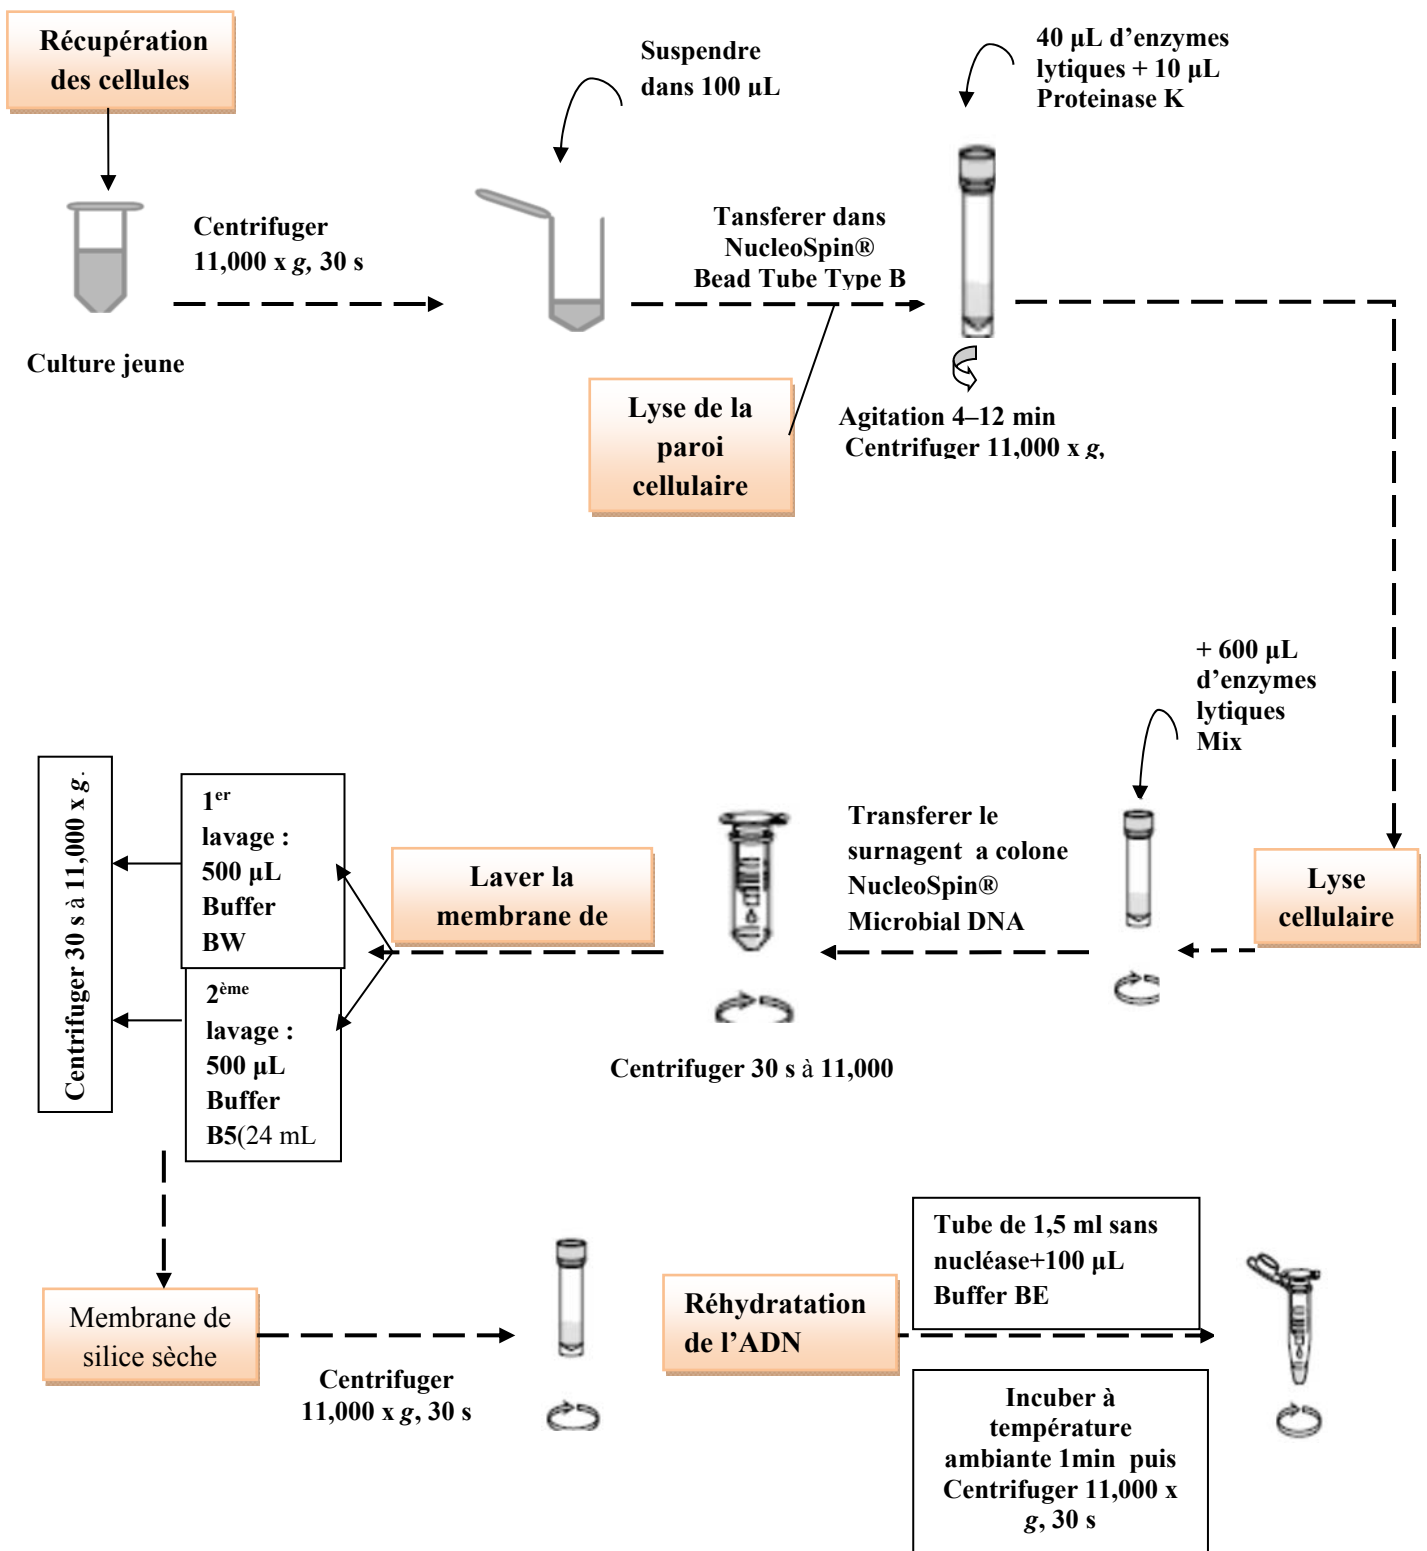 Récupération
des cellules
Suspendre
dans 100 µL
40 µL d’enzymes
lytiques + 10 µL
Proteinase K
Centrifuger
11,000 x g, 30 s
Tansferer dans
NucleoSpin®
Bead Tube Type B
Culture jeune
Lyse de la
paroi
cellulaire
Agitation 4–12 min
Centrifuger 11,000 x g,
+ 600 µL
d’enzymes
lytiques
Mix
Lyse
cellulaire
Transferer le
surnagent a colone
NucleoSpin®
Microbial DNA
Centrifuger 30 s à 11,000
Laver la
membrane de
1er
lavage :
500 µL
Buffer
BW
2ème
lavage :
500 µL
Buffer
B5(24 mL
Centrifuger 30 s à 11,000 x g.
Membrane de
silice sèche
Centrifuger
11,000 x g, 30 s
Réhydratation
de l’ADN
Tube de 1,5 ml sans
nucléase+100 µL
Buffer BE
Incuber à
température
ambiante 1min puis
Centrifuger 11,000 x
g, 30 s